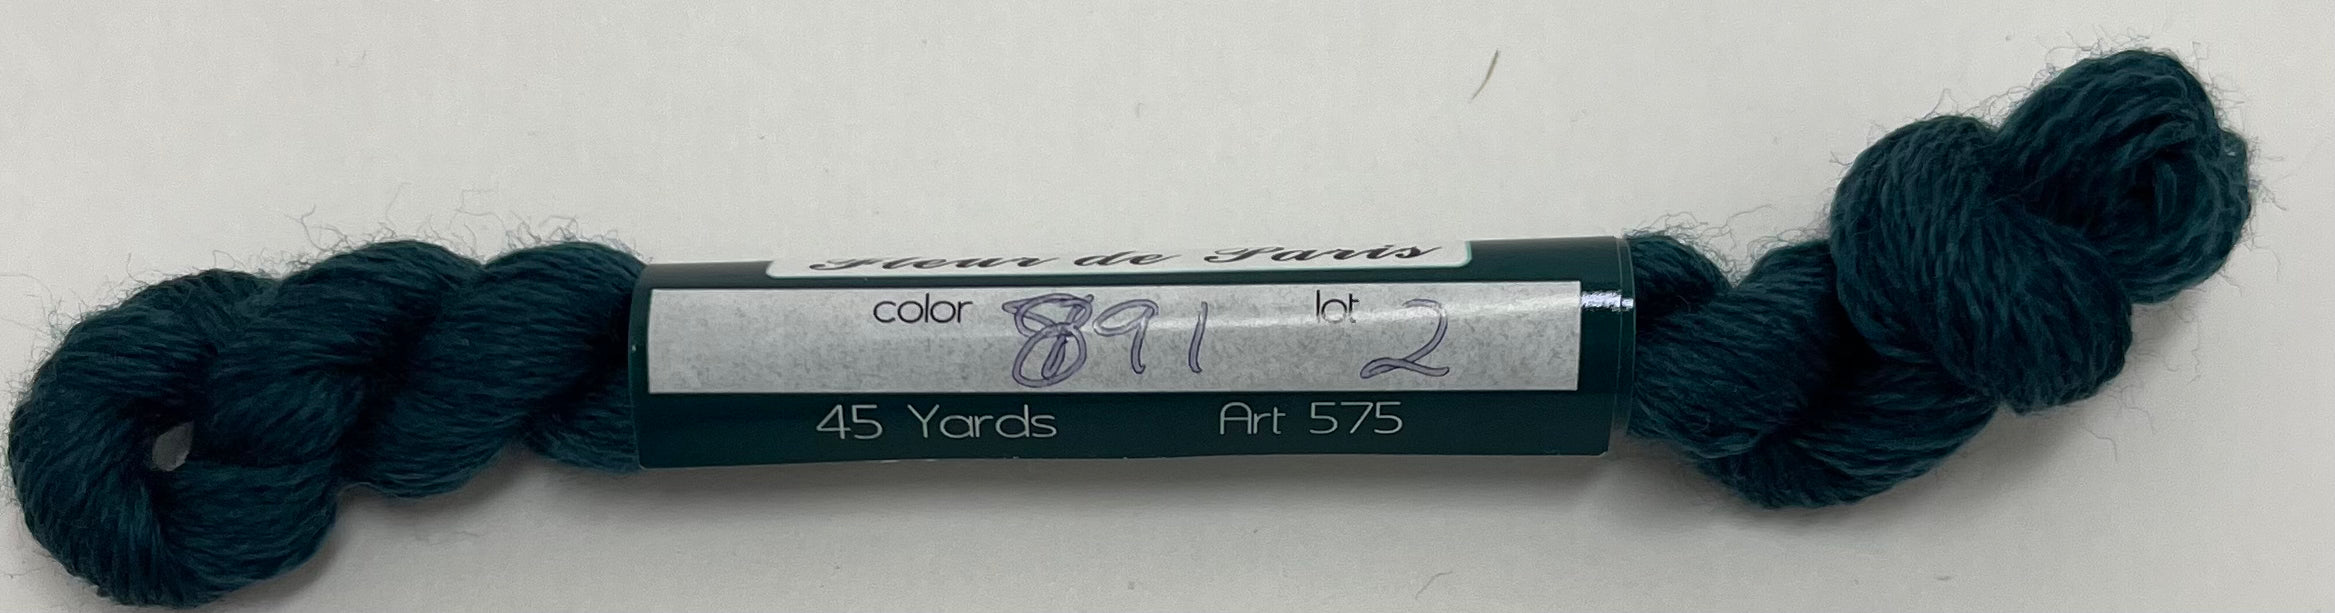 Fleur de Paris
color 891 lot 2
45 Yards Art 575